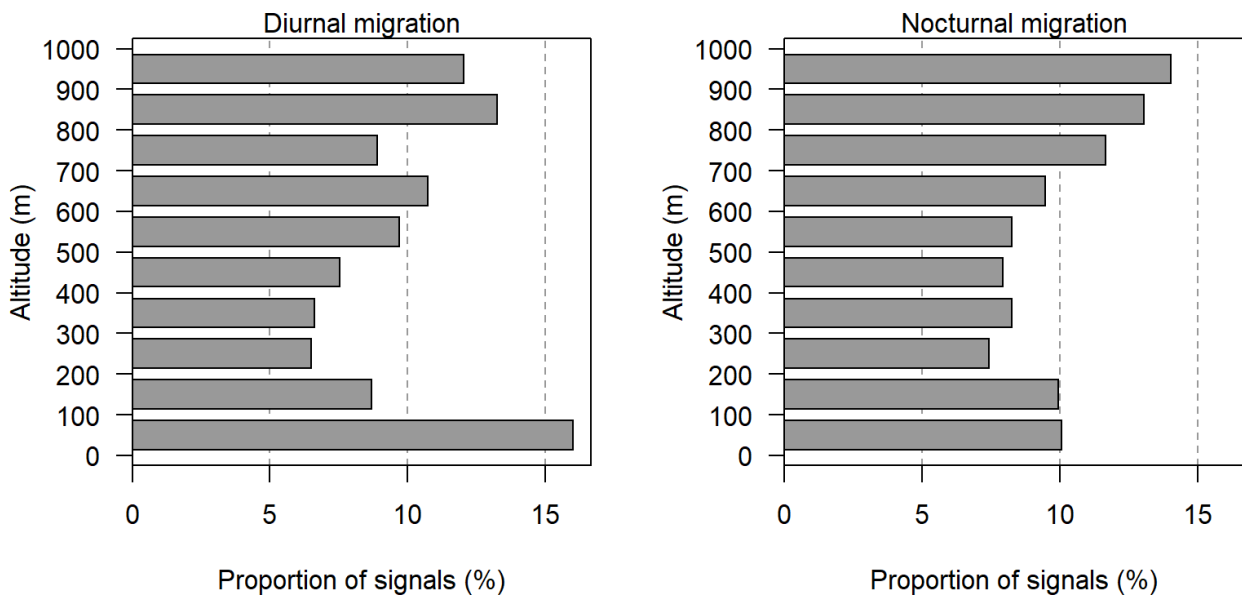 Diurnal migration
1000
900
800
700
600
500
400
300
200
100
0
Altitude (m)
0 5 10 15
Proportion of signals (%)
Nocturnal migration
1000
900
800
700
600
500
400
300
200
100
0
Altitude (m)
0 5 10 15
Proportion of signals (%)